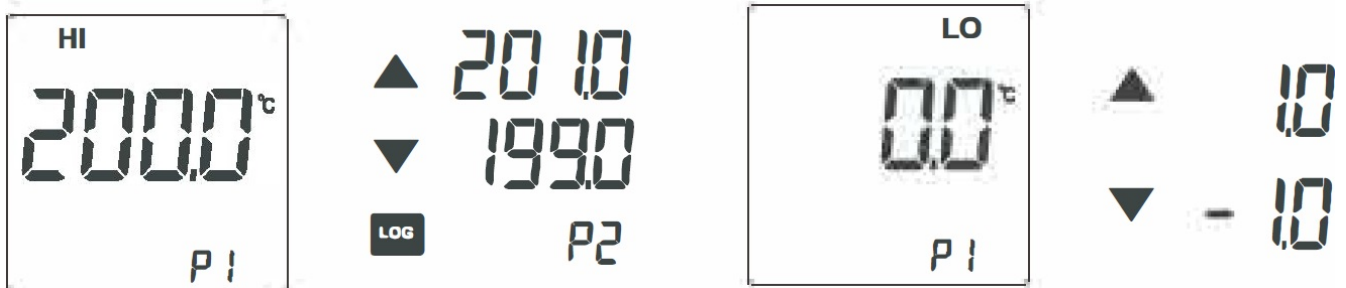 HI
200.0 °C
P1
▲ 201.0
▼ 199.0
LOG P2
LO
0.0 °C
P1
▲ 1.0
▼ - 1.0